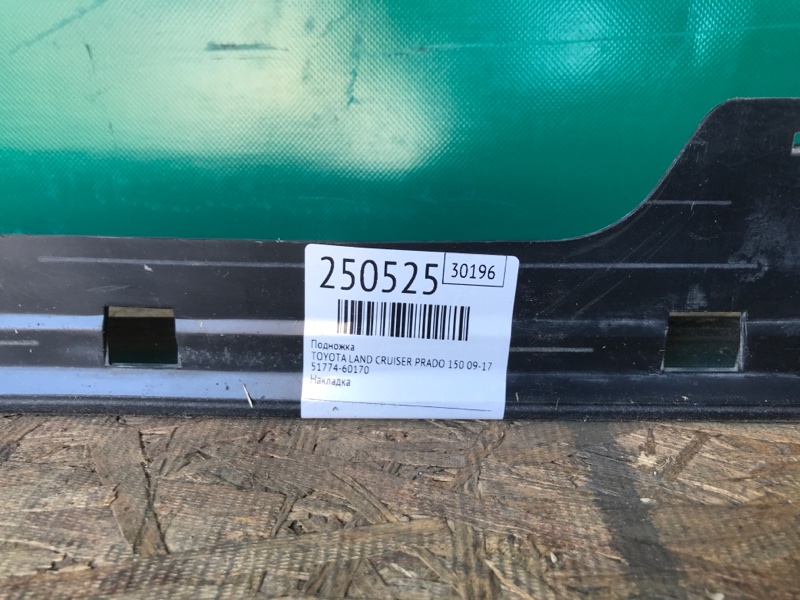 250525 30196
Подножка
TOYOTA LAND CRUISER PRADO 150 09-17
51774-60170
Накладка